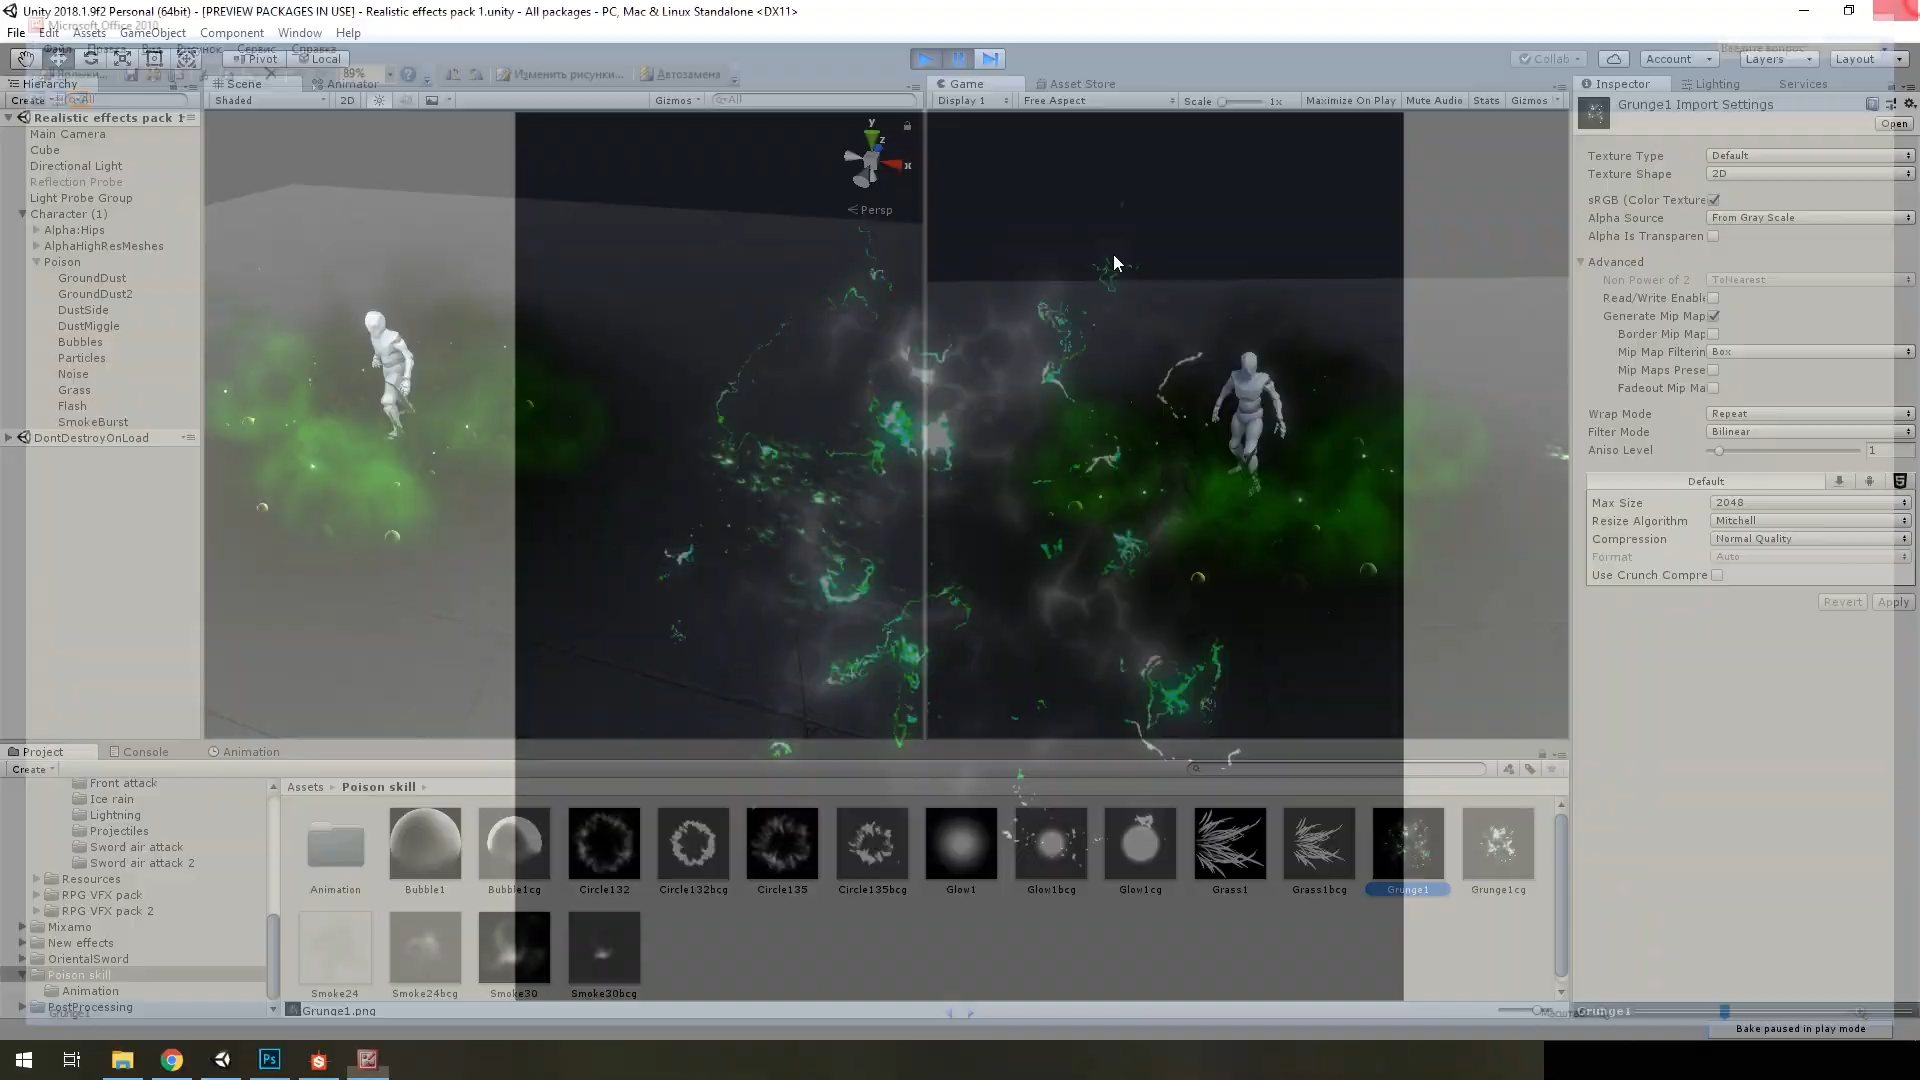 Unity 2018.1.9f2 Personal (64bit) - [PREVIEW PACKAGES IN USE] - Realistic effects pack 1.unity - All packages - PC, Mac & Linux Standalone <DX11>
Microsoft Office 2010
File Edit Assets GameObject Component Window Help
Pivot Local
Collab Account Layers Layout
89% Изменить рисунки... Автозамена
Hierarchy
Scene Animator
Game Asset Store
Inspector Lighting Services
Create All
Shaded 2D Gizmos All
Display 1 Free Aspect Scale 1x Maximize On Play Mute Audio Stats Gizmos
Grunge1 Import Settings
Open
Realistic effects pack 1
Main Camera
Cube
Directional Light
Reflection Probe
Light Probe Group
Character (1)
Alpha:Hips
AlphaHighResMeshes
Poison
GroundDust
GroundDust2
DustSide
DustMiggle
Bubbles
Particles
Noise
Grass
Flash
SmokeBurst
DontDestroyOnLoad
y
z
x
Persp
Texture Type Default
Texture Shape 2D
sRGB (Color Texture
Alpha Source From Gray Scale
Alpha Is Transparen
Advanced
Non Power of 2 ToNearest
Read/Write Enabl
Generate Mip Map
Border Mip Map
Mip Map Filterin Box
Mip Maps Prese
Fadeout Mip Ma
Wrap Mode Repeat
Filter Mode Bilinear
Aniso Level 1
Default
Max Size 2048
Resize Algorithm Mitchell
Compression Normal Quality
Format Auto
Use Crunch Compre
Revert Apply
Project Console Animation
Create
Front attack
Ice rain
Lightning
Projectiles
Sword air attack
Sword air attack 2
Resources
RPG VFX pack
RPG VFX pack 2
Mixamo
New effects
OrientalSword
Poison skill
Animation
PostProcessing
Grunge1
Assets Poison skill
Animation Bubble1 Bubble1cg Circle132 Circle132bcg Circle135 Circle135bcg Glow1 Glow1bcg Glow1cg Grass1 Grass1bcg Grunge1 Grunge1cg
Smoke24 Smoke24bcg Smoke30 Smoke30bcg
Grunge1.png
Grunge1
Bake paused in play mode
Ps